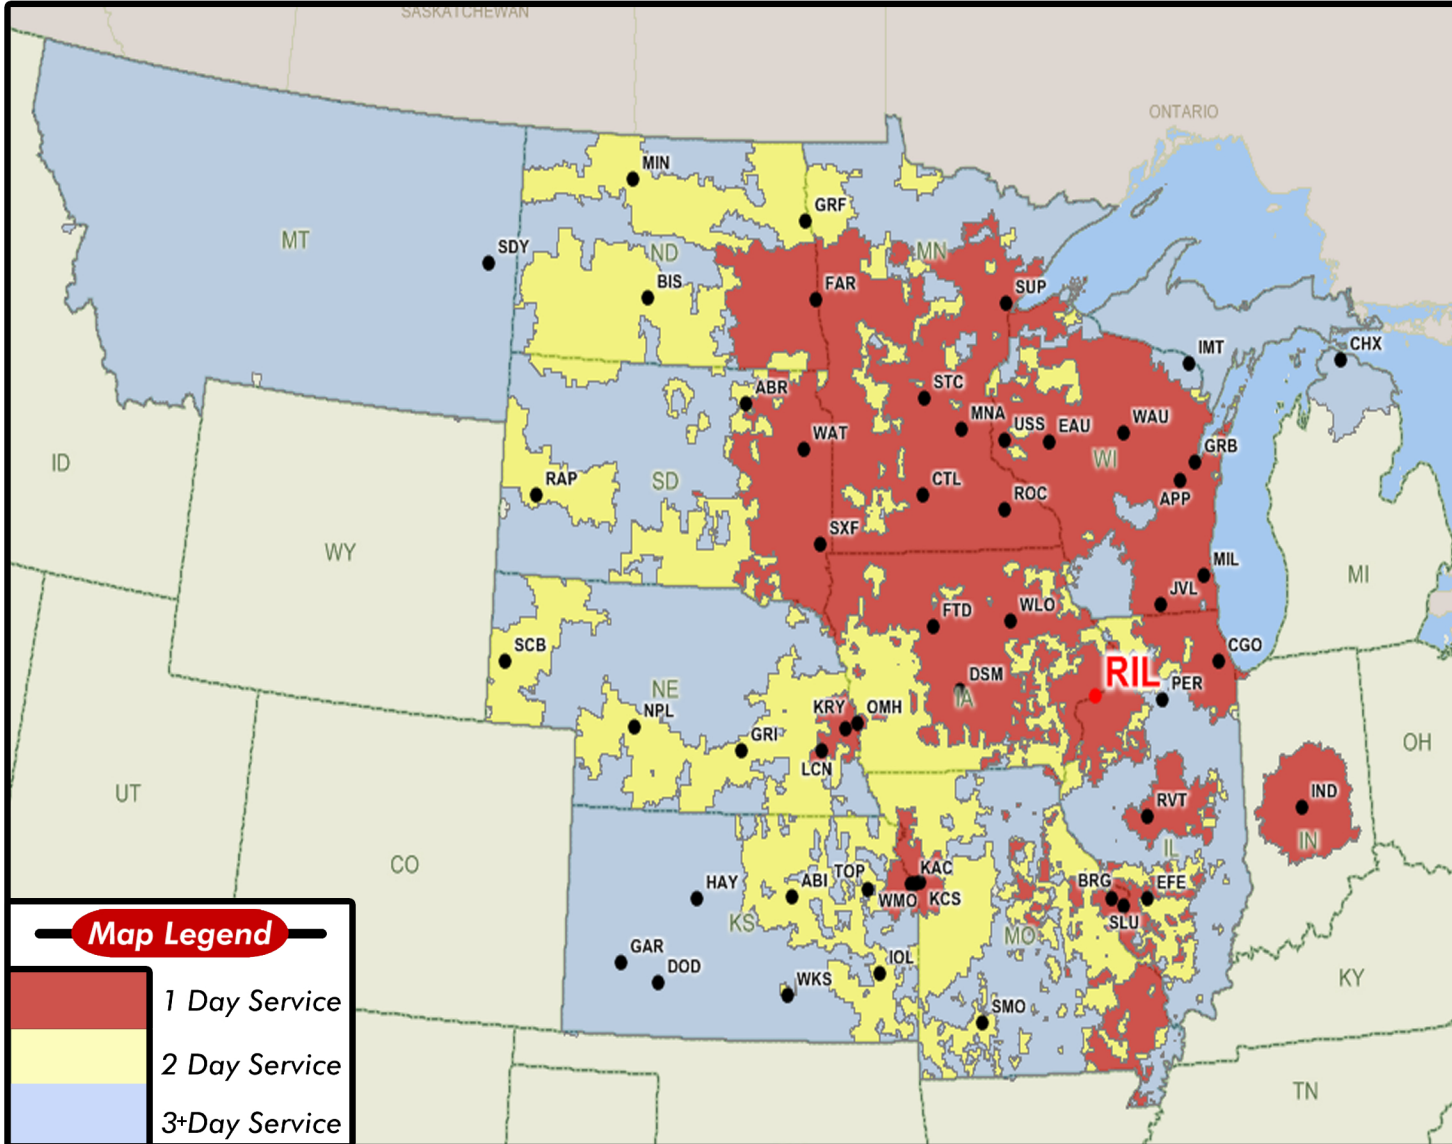 SASKATCHEWAN
ONTARIO
MIN
GRF
MT
SDY
ND
MN
BIS
FAR
SUP
IMT
CHX
ABR
STC
WAT
MNA
USS
EAU
WAU
GRB
WI
ID
RAP
SD
CTL
ROC
APP
SXF
WY
MIL
MI
JVL
FTD
WLO
SCB
CGO
DSM
RIL
PER
NE
IA
NPL
KRY
OMH
GRI
LCN
OH
UT
RVT
IND
IN
IL
CO
HAY
ABI
TOP
KAC
WMO
KCS
BRG
EFE
SLU
KS
MO
GAR
DOD
IOL
WKS
SMO
KY
TN
Map Legend
1 Day Service
2 Day Service
3+Day Service